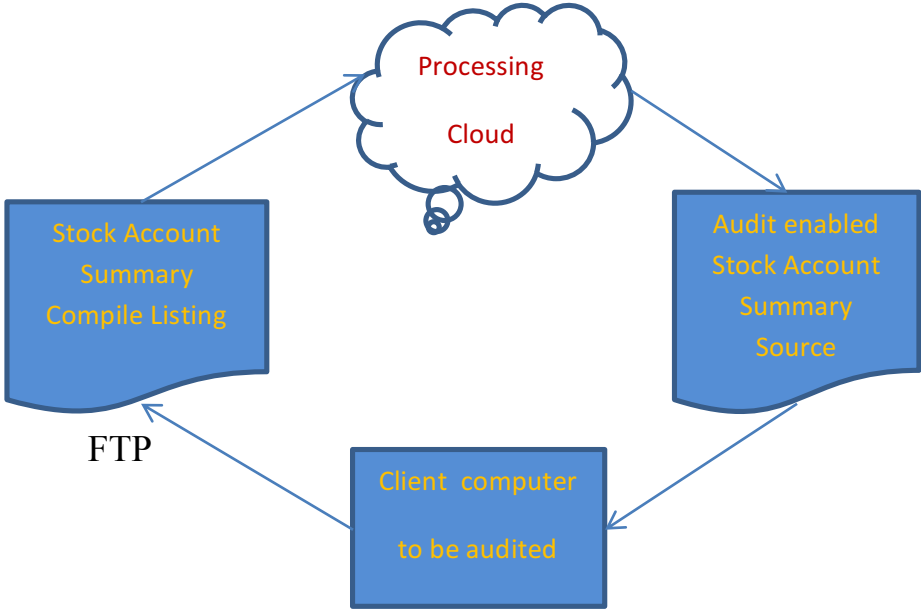 Processing
Cloud
Stock Account
Summary
Compile Listing
Audit enabled
Stock Account
Summary
Source
FTP
Client  computer
to be audited